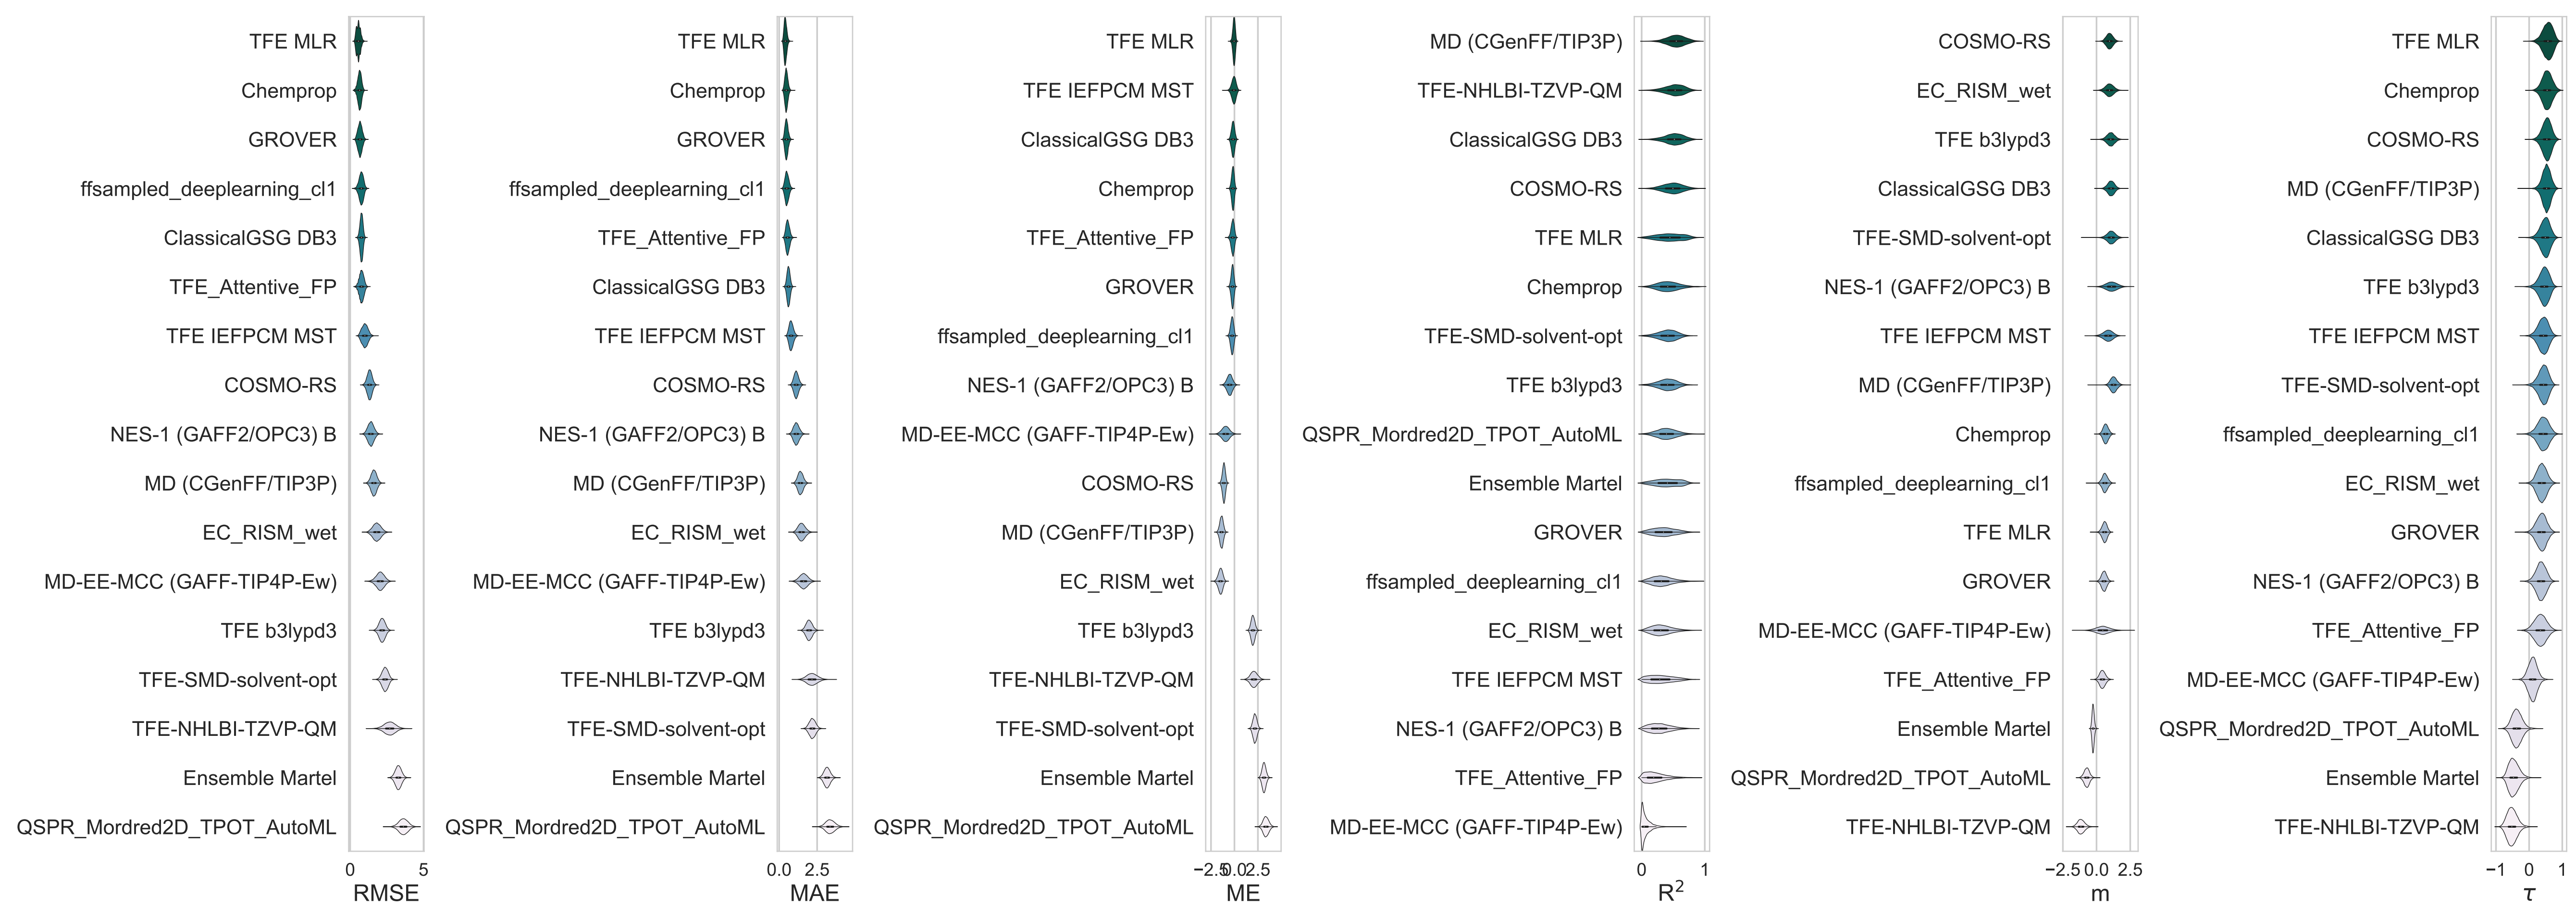 TFE MLR
Chemprop
GROVER
ffsampled_deeplearning_cl1
ClassicalGSG DB3
TFE_Attentive_FP
TFE IEFPCM MST
COSMO-RS
NES-1 (GAFF2/OPC3) B
MD (CGenFF/TIP3P)
EC_RISM_wet
MD-EE-MCC (GAFF-TIP4P-Ew)
TFE b3lypd3
TFE-SMD-solvent-opt
TFE-NHLBI-TZVP-QM
Ensemble Martel
QSPR_Mordred2D_TPOT_AutoML
0 5
RMSE
TFE MLR
Chemprop
GROVER
ffsampled_deeplearning_cl1
TFE_Attentive_FP
ClassicalGSG DB3
TFE IEFPCM MST
COSMO-RS
NES-1 (GAFF2/OPC3) B
MD (CGenFF/TIP3P)
EC_RISM_wet
MD-EE-MCC (GAFF-TIP4P-Ew)
TFE b3lypd3
TFE-NHLBI-TZVP-QM
TFE-SMD-solvent-opt
Ensemble Martel
QSPR_Mordred2D_TPOT_AutoML
0.0 2.5
MAE
TFE MLR
TFE IEFPCM MST
ClassicalGSG DB3
Chemprop
TFE_Attentive_FP
GROVER
ffsampled_deeplearning_cl1
NES-1 (GAFF2/OPC3) B
MD-EE-MCC (GAFF-TIP4P-Ew)
COSMO-RS
MD (CGenFF/TIP3P)
EC_RISM_wet
TFE b3lypd3
TFE-NHLBI-TZVP-QM
TFE-SMD-solvent-opt
Ensemble Martel
QSPR_Mordred2D_TPOT_AutoML
−2.5 0.0 2.5
ME
MD (CGenFF/TIP3P)
TFE-NHLBI-TZVP-QM
ClassicalGSG DB3
COSMO-RS
TFE MLR
Chemprop
TFE-SMD-solvent-opt
TFE b3lypd3
QSPR_Mordred2D_TPOT_AutoML
Ensemble Martel
GROVER
ffsampled_deeplearning_cl1
EC_RISM_wet
TFE IEFPCM MST
NES-1 (GAFF2/OPC3) B
TFE_Attentive_FP
MD-EE-MCC (GAFF-TIP4P-Ew)
0 1
R²
COSMO-RS
EC_RISM_wet
TFE b3lypd3
ClassicalGSG DB3
TFE-SMD-solvent-opt
NES-1 (GAFF2/OPC3) B
TFE IEFPCM MST
MD (CGenFF/TIP3P)
Chemprop
ffsampled_deeplearning_cl1
TFE MLR
GROVER
MD-EE-MCC (GAFF-TIP4P-Ew)
TFE_Attentive_FP
Ensemble Martel
QSPR_Mordred2D_TPOT_AutoML
TFE-NHLBI-TZVP-QM
−2.5 0.0 2.5
m
TFE MLR
Chemprop
COSMO-RS
MD (CGenFF/TIP3P)
ClassicalGSG DB3
TFE b3lypd3
TFE IEFPCM MST
TFE-SMD-solvent-opt
ffsampled_deeplearning_cl1
EC_RISM_wet
GROVER
NES-1 (GAFF2/OPC3) B
TFE_Attentive_FP
MD-EE-MCC (GAFF-TIP4P-Ew)
QSPR_Mordred2D_TPOT_AutoML
Ensemble Martel
TFE-NHLBI-TZVP-QM
−1 0 1
τ